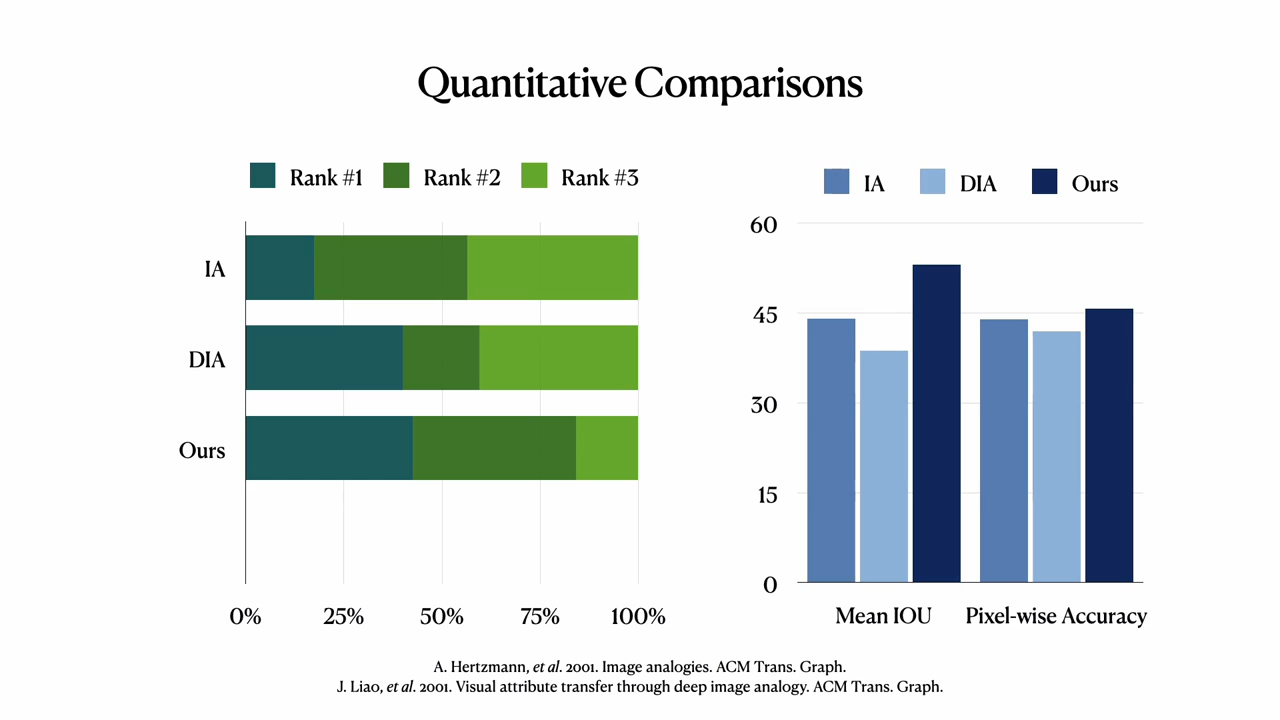 Quantitative Comparisons
Rank #1 Rank #2 Rank #3
IA
DIA
Ours
0% 25% 50% 75% 100%
IA DIA Ours
60
45
30
15
0
Mean IOU Pixel-wise Accuracy
A. Hertzmann, et al. 2001. Image analogies. ACM Trans. Graph.
J. Liao, et al. 2001. Visual attribute transfer through deep image analogy. ACM Trans. Graph.